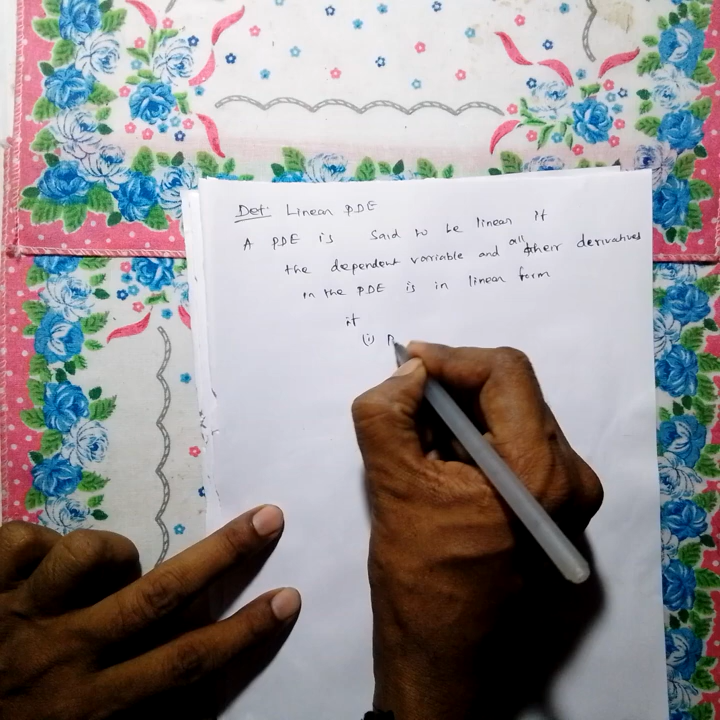 Def: Linear PDE
A PDE is said to be linear if
the dependent variable and all their derivatives
in the PDE is in linear form
if
(i)